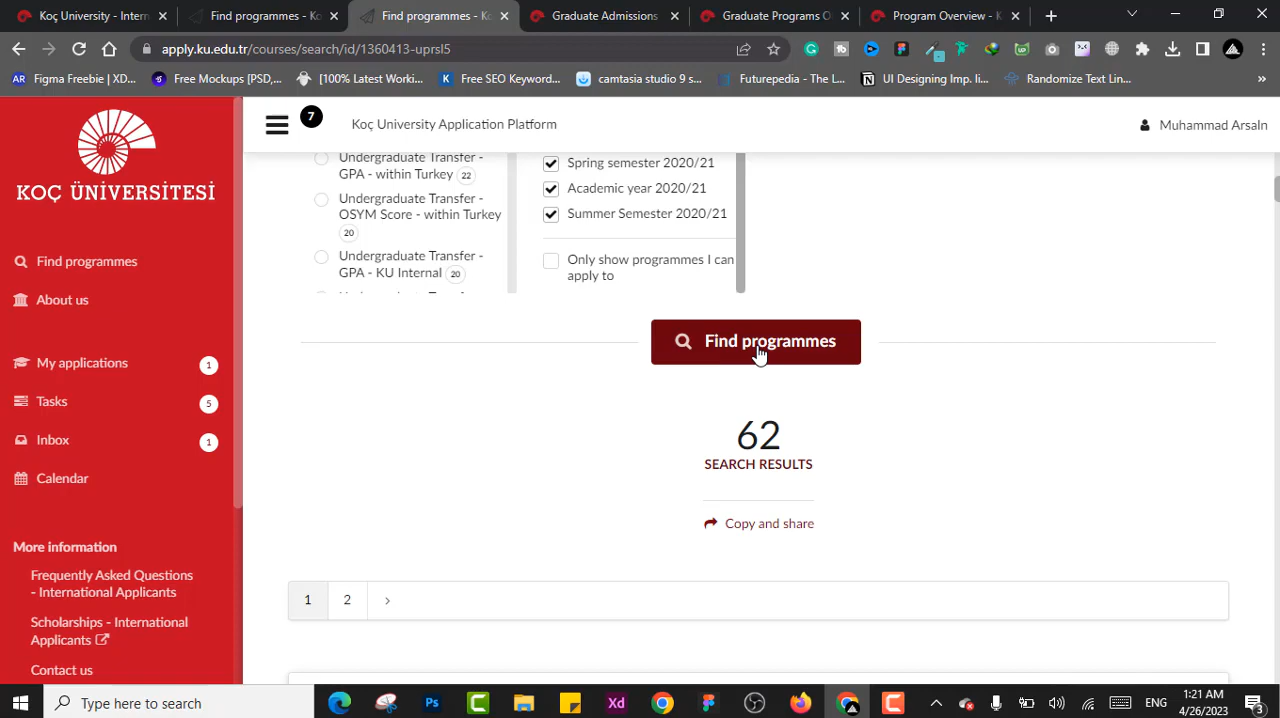 Koç University - Intern
Find programmes - Ko
Find programmes - Ko
Graduate Admissions
Graduate Programs O
Program Overview - K
apply.ku.edu.tr/courses/search/id/1360413-uprsl5
Figma Freebie | XD...
Free Mockups [PSD,...
[100% Latest Worki...
Free SEO Keyword...
camtasia studio 9 s...
Futurepedia - The L...
UI Designing Imp. li...
Randomize Text Lin...
KOÇ ÜNİVERSİTESİ
7
Koç University Application Platform
Muhammad Arsaln
Find programmes
About us
My applications 1
Tasks 5
Inbox 1
Calendar
More information
Frequently Asked Questions
- International Applicants
Scholarships - International
Applicants
Contact us
Undergraduate Transfer -
GPA - within Turkey 22
Undergraduate Transfer -
OSYM Score - within Turkey
20
Undergraduate Transfer -
GPA - KU Internal 20
Spring semester 2020/21
Academic year 2020/21
Summer Semester 2020/21
Only show programmes I can
apply to
Find programmes
62
SEARCH RESULTS
Copy and share
1 2 >
Type here to search
ENG
1:21 AM
4/26/2023
3